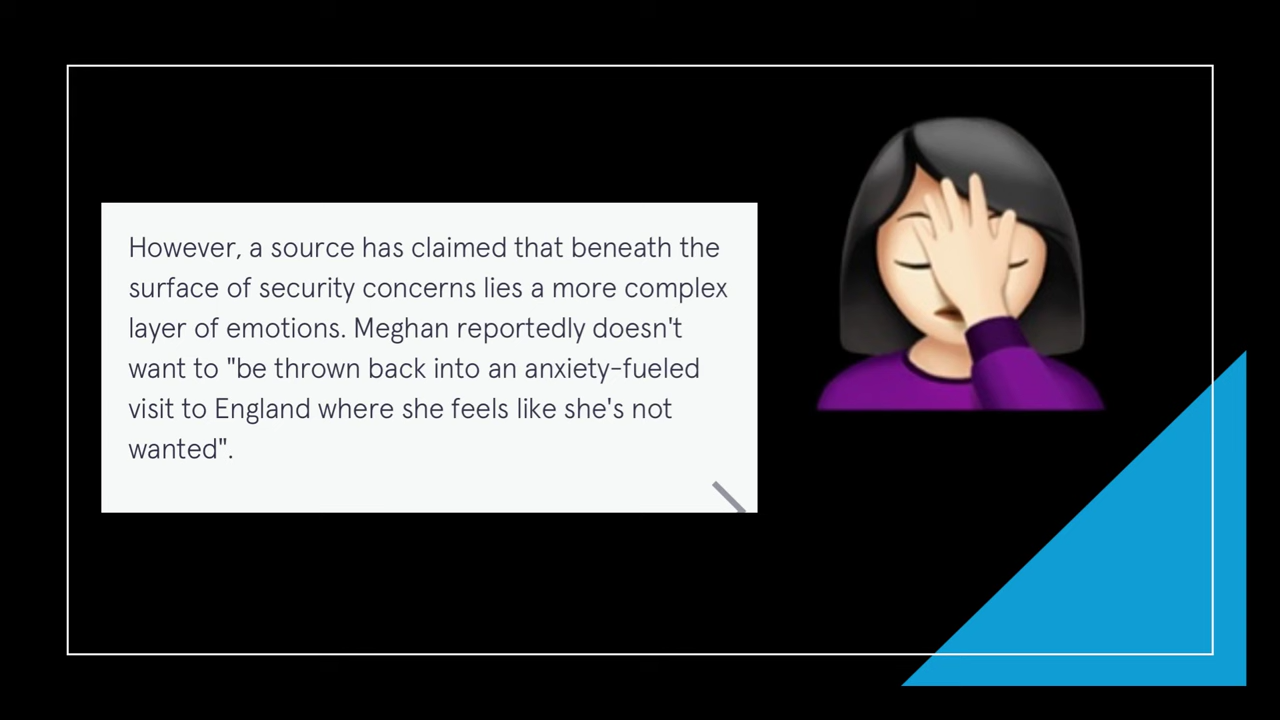 However, a source has claimed that beneath the
surface of security concerns lies a more complex
layer of emotions. Meghan reportedly doesn't
want to "be thrown back into an anxiety-fueled
visit to England where she feels like she's not
wanted".